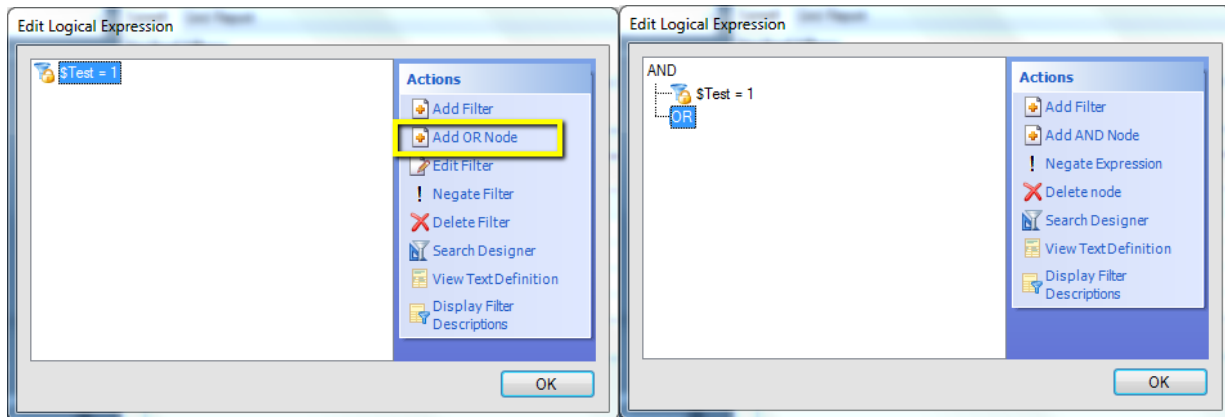 Edit Logical Expression
$Test = 1
Actions
Add Filter
Add OR Node
Edit Filter
! Negate Filter
Delete Filter
Search Designer
View Text Definition
Display Filter
Descriptions
OK
Edit Logical Expression
AND
$Test = 1
OR
Actions
Add Filter
Add AND Node
! Negate Expression
Delete node
Search Designer
View Text Definition
Display Filter
Descriptions
OK